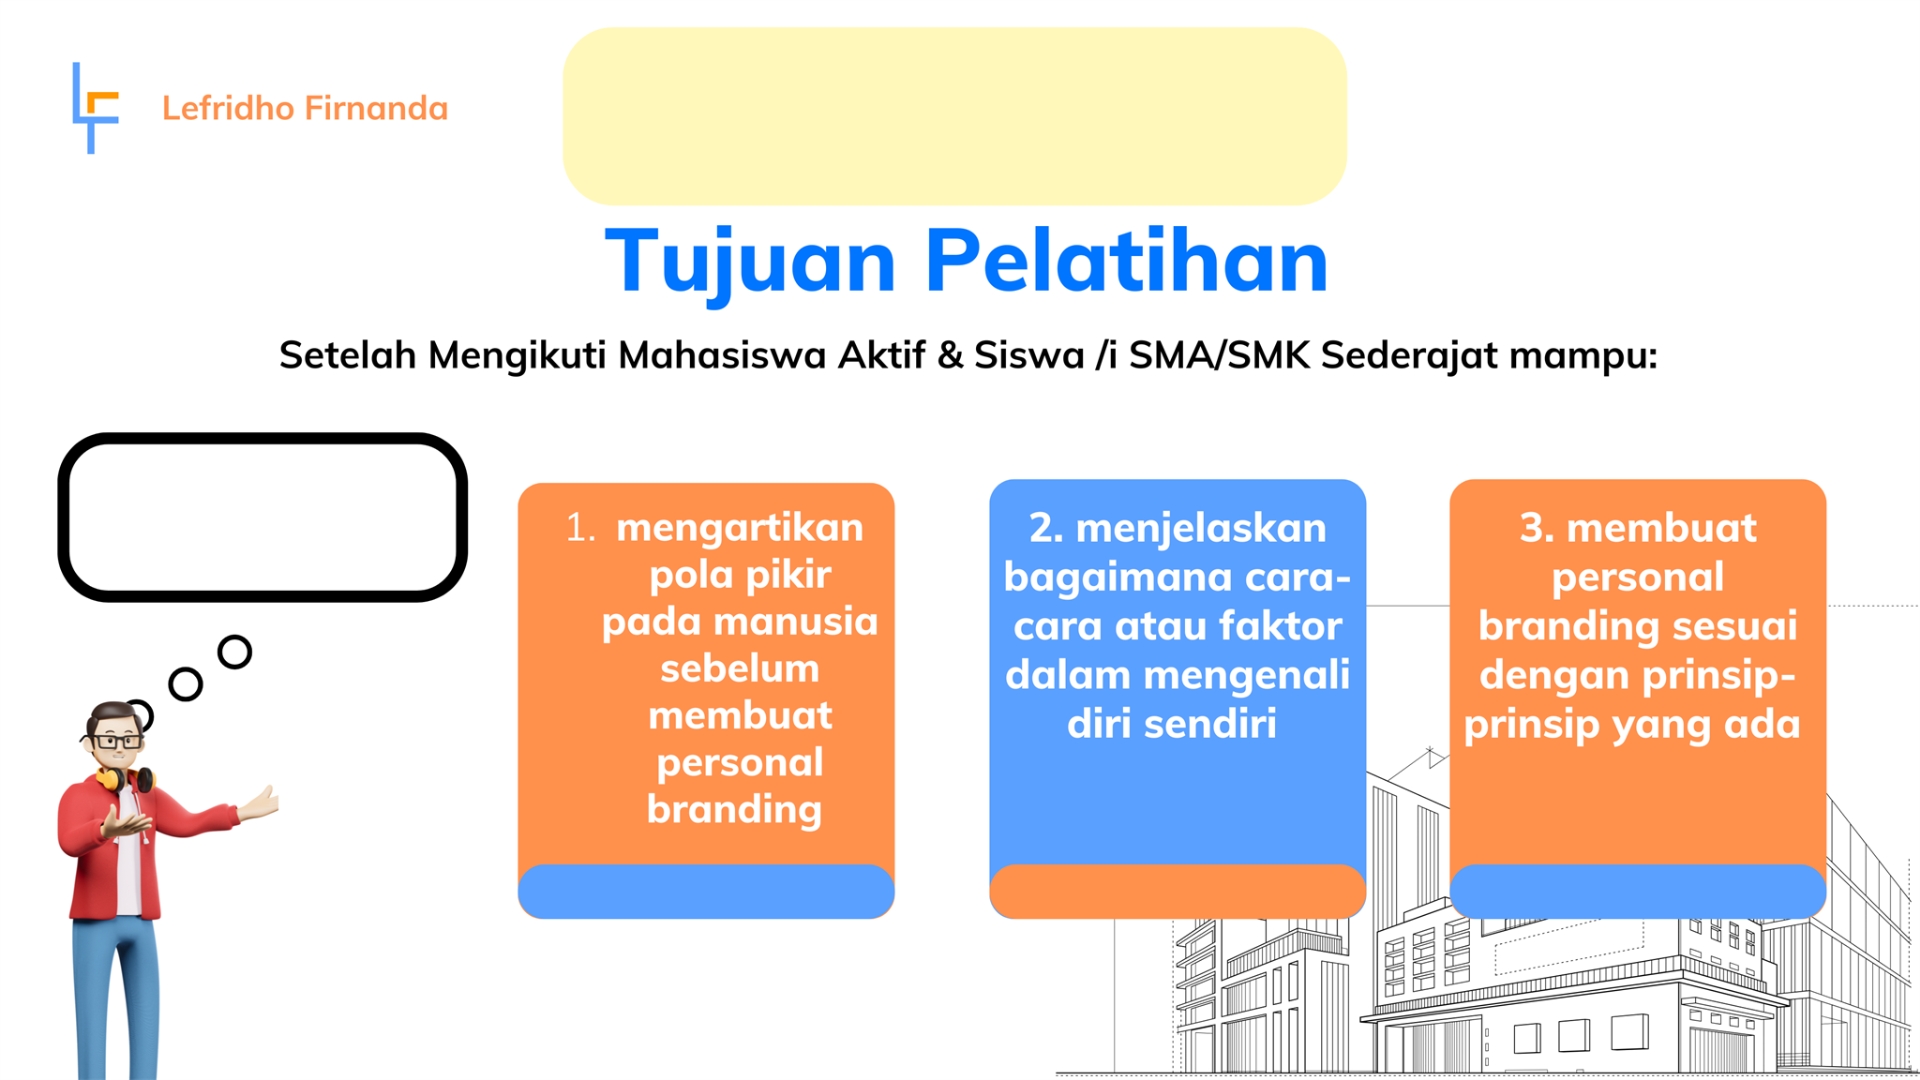 Lefridho Firnanda
Tujuan Pelatihan
Setelah Mengikuti Mahasiswa Aktif & Siswa /i SMA/SMK Sederajat mampu:
1. mengartikan
pola pikir
pada manusia
sebelum
membuat
personal
branding
2. menjelaskan
bagaimana cara-
cara atau faktor
dalam mengenali
diri sendiri
3. membuat
personal
branding sesuai
dengan prinsip-
prinsip yang ada